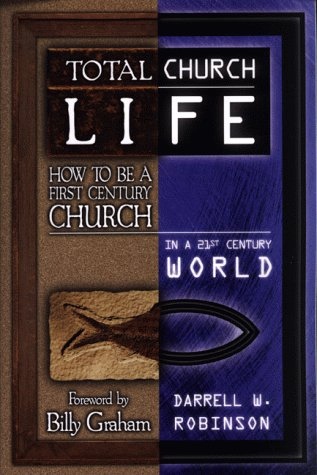 TOTAL CHURCH
LIFE
HOW TO BE A
FIRST CENTURY
CHURCH
IN A 21ST CENTURY
WORLD
Foreword by
Billy Graham
DARRELL W.
ROBINSON